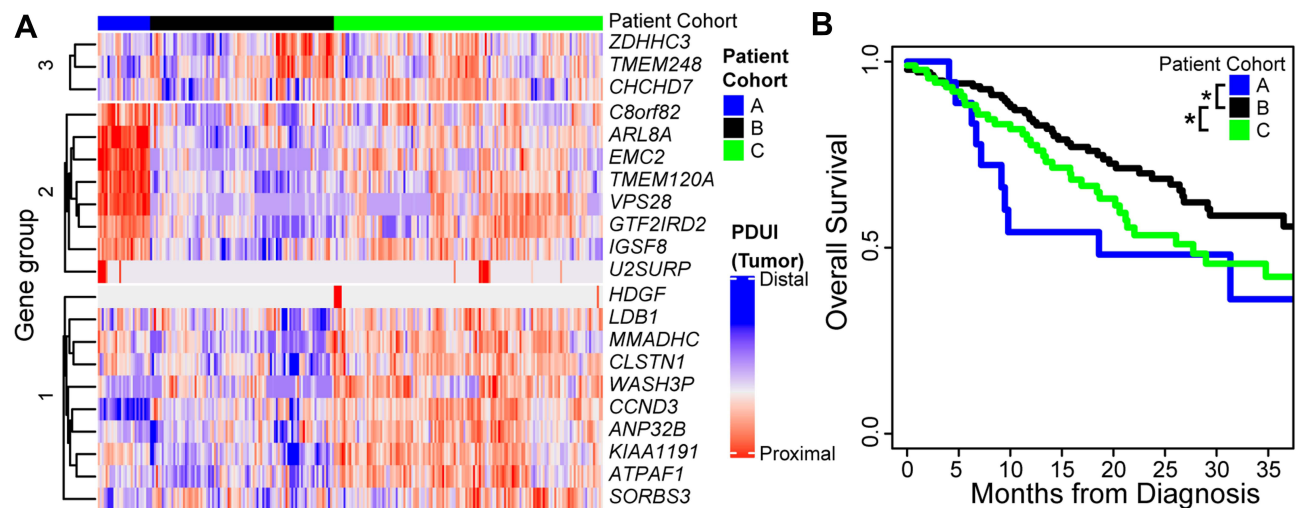 A
Patient Cohort
Gene group
3
ZDHHC3
TMEM248
CHCHD7
2
C8orf82
ARL8A
EMC2
TMEM120A
VPS28
GTF2IRD2
IGSF8
U2SURP
1
HDGF
LDB1
MMADHC
CLSTN1
WASH3P
CCND3
ANP32B
KIAA1191
ATPAF1
SORBS3
Patient
Cohort
A
B
C
PDUI
(Tumor)
Distal
Proximal
B
Overall Survival
1.0
0.5
0.0
Patient Cohort
* A
* B
C
0 5 10 15 20 25 30 35
Months from Diagnosis